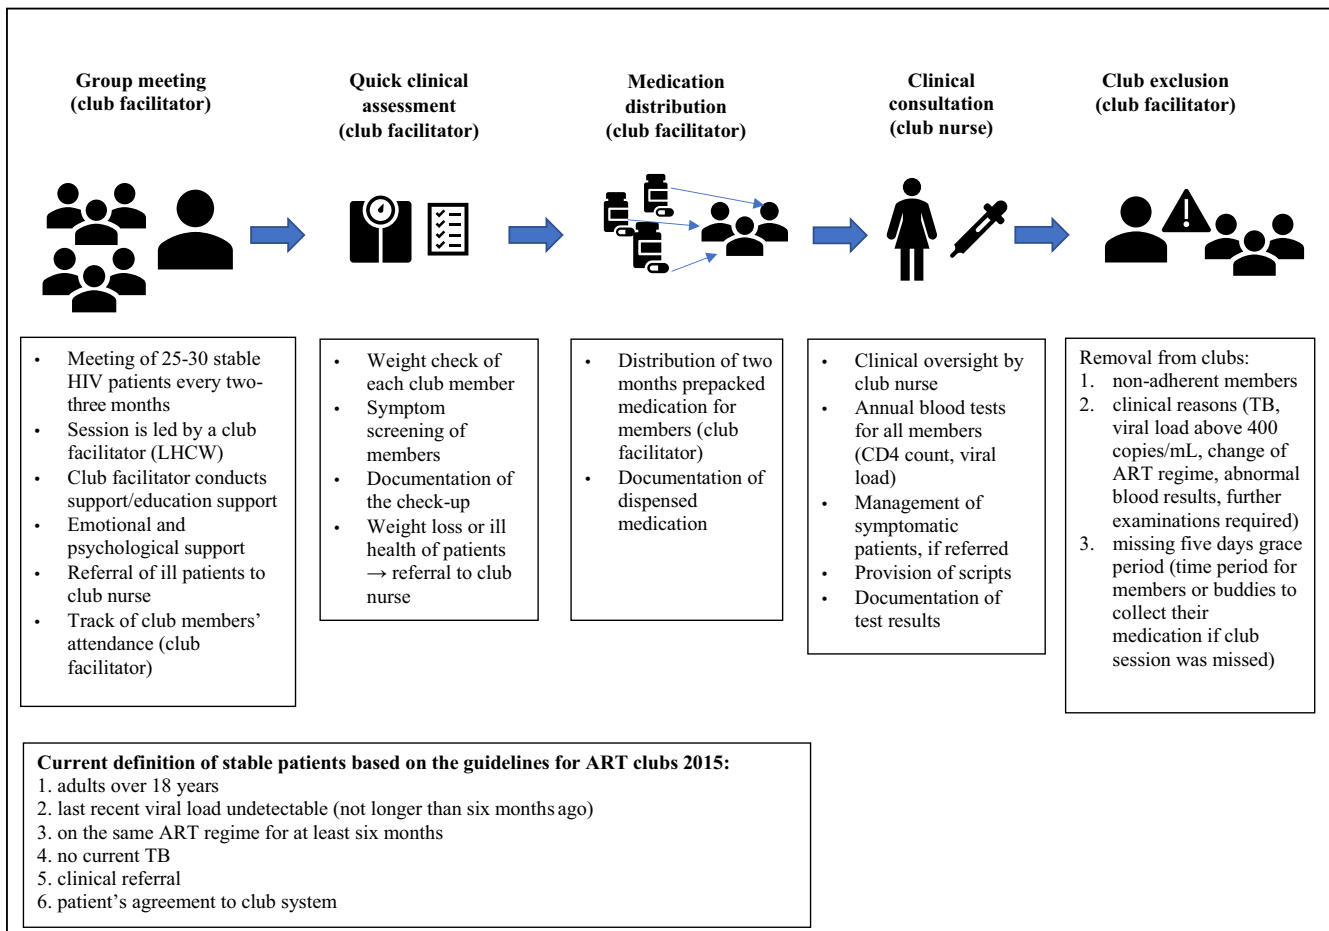 Group meeting
(club facilitator)
Quick clinical
assessment
(club facilitator)
Medication
distribution
(club facilitator)
Clinical
consultation
(club nurse)
Club exclusion
(club facilitator)
• Meeting of 25-30 stable
HIV patients every two-
three months
• Session is led by a club
facilitator (LHCW)
• Club facilitator conducts
support/education support
• Emotional and
psychological support
• Referral of ill patients to
club nurse
• Track of club members’
attendance (club
facilitator)
• Weight check of
each club member
• Symptom
screening of
members
• Documentation of
the check-up
• Weight loss or ill
health of patients
→ referral to club
nurse
• Distribution of two
months prepacked
medication for
members (club
facilitator)
• Documentation of
dispensed
medication
• Clinical oversight by
club nurse
• Annual blood tests
for all members
(CD4 count, viral
load)
• Management of
symptomatic
patients, if referred
• Provision of scripts
• Documentation of
test results
Removal from clubs:
1. non-adherent members
2. clinical reasons (TB,
viral load above 400
copies/mL, change of
ART regime, abnormal
blood results, further
examinations required)
3. missing five days grace
period (time period for
members or buddies to
collect their
medication if club
session was missed)
Current definition of stable patients based on the guidelines for ART clubs 2015:
1. adults over 18 years
2. last recent viral load undetectable (not longer than six months ago)
3. on the same ART regime for at least six months
4. no current TB
5. clinical referral
6. patient’s agreement to club system